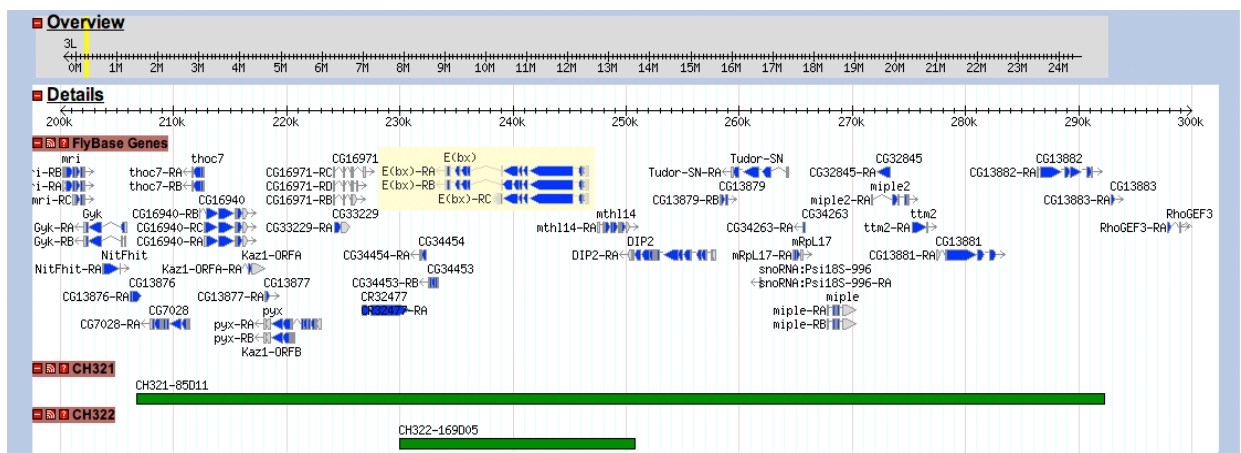 Overview
3L
0M 1M 2M 3M 4M 5M 6M 7M 8M 9M 10M 11M 12M 13M 14M 15M 16M 17M 18M 19M 20M 21M 22M 23M 24M
Details
200k 210k 220k 230k 240k 250k 260k 270k 280k 290k 300k
FlyBase Genes
mri thoc7 CG16971 E(bx) Tudor-SN CG32845 CG13882
ri-RB thoc7-RA CG16971-RC E(bx)-RA Tudor-SN-RA CG32845-RA CG13882-RA
ri-RA thoc7-RB CG16971-RD E(bx)-RB CG13879 miple2 CG13883
mri-RC CG16940 CG16971-RB E(bx)-RC CG13879-RB miple2-RA CG13883-RA
Gyk CG16940-RB CG33229 mthl14 CG34263 ttm2 RhoGEF3
Gyk-RA CG16940-RC CG33229-RA mthl14-RA CG34263-RA ttm2-RA RhoGEF3-RA
Gyk-RB CG16940-RA CG34454 DIP2 mRpL17 CG13881
NitFhit Kaz1-ORFA CG34454-RA DIP2-RA mRpL17-RA CG13881-RA
NitFhit-RA Kaz1-ORFA-RA CG34453 snoRNA:Psi18S-996
CG13876 CG13877 CG34453-RB snoRNA:Psi18S-996-RA
CG13876-RA CG13877-RA CR32477 miple
CG7028 pyx CR32477-RA miple-RA
CG7028-RA pyx-RA miple-RB
pyx-RB
Kaz1-ORFB
CH321
CH321-85D11
CH322
CH322-169D05